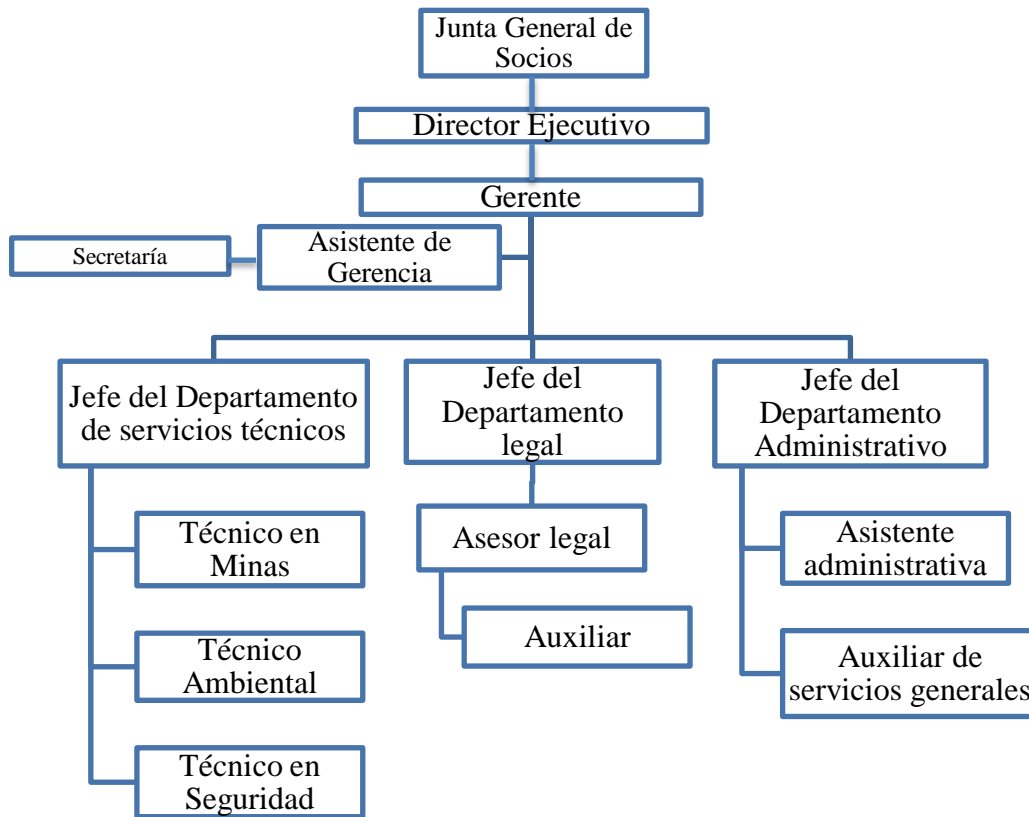 Junta General de
Socios
Director Ejecutivo
Gerente
Asistente de
Gerencia
Secretaría
Jefe del Departamento
de servicios técnicos
Jefe del
Departamento
legal
Jefe del
Departamento
Administrativo
Técnico en
Minas
Técnico
Ambiental
Técnico en
Seguridad
Asesor legal
Auxiliar
Asistente
administrativa
Auxiliar de
servicios generales